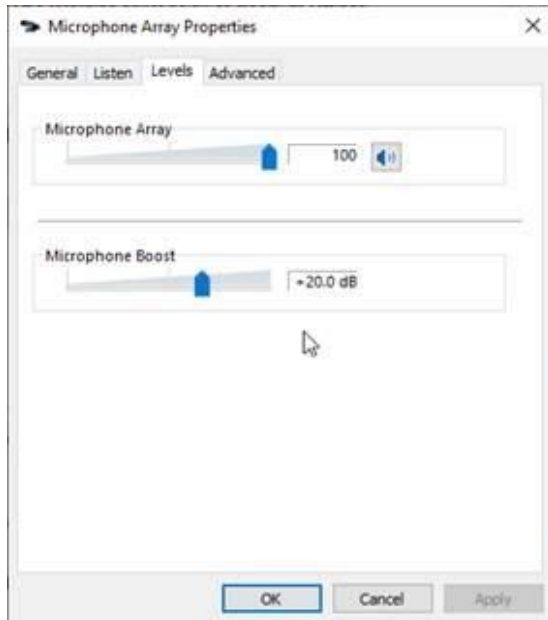 Microphone Array Properties
General Listen Levels Advanced
Microphone Array
100
Microphone Boost
+20.0 dB
OK Cancel Apply